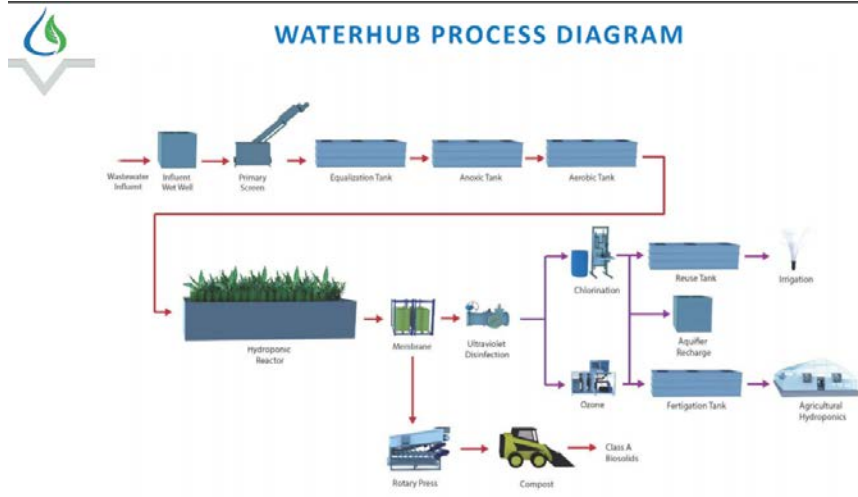 WATERHUB PROCESS DIAGRAM
Wastewater
Influent
Influent
Wet Well
Primary
Screen
Equalization Tank
Anoxic Tank
Aerobic Tank
Hydroponic
Reactor
Membrane
Ultraviolet
Disinfection
Chlorination
Reuse Tank
Irrigation
Aquifier
Recharge
Ozone
Fertigation Tank
Agricultural
Hydroponics
Rotary Press
Compost
Class A
Biosolids